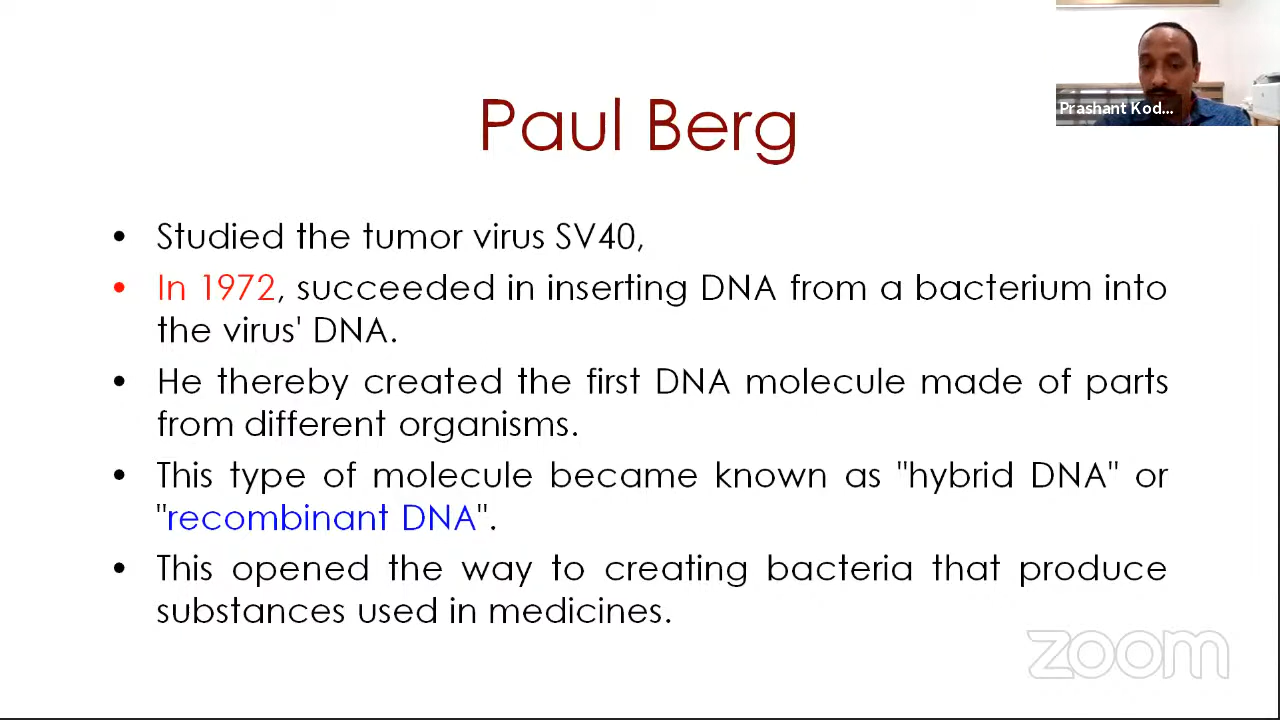 Prashant Kod...
Paul Berg
• Studied the tumor virus SV40,
• In 1972, succeeded in inserting DNA from a bacterium into
the virus' DNA.
• He thereby created the first DNA molecule made of parts
from different organisms.
• This type of molecule became known as "hybrid DNA" or
"recombinant DNA".
• This opened the way to creating bacteria that produce
substances used in medicines.
zoom